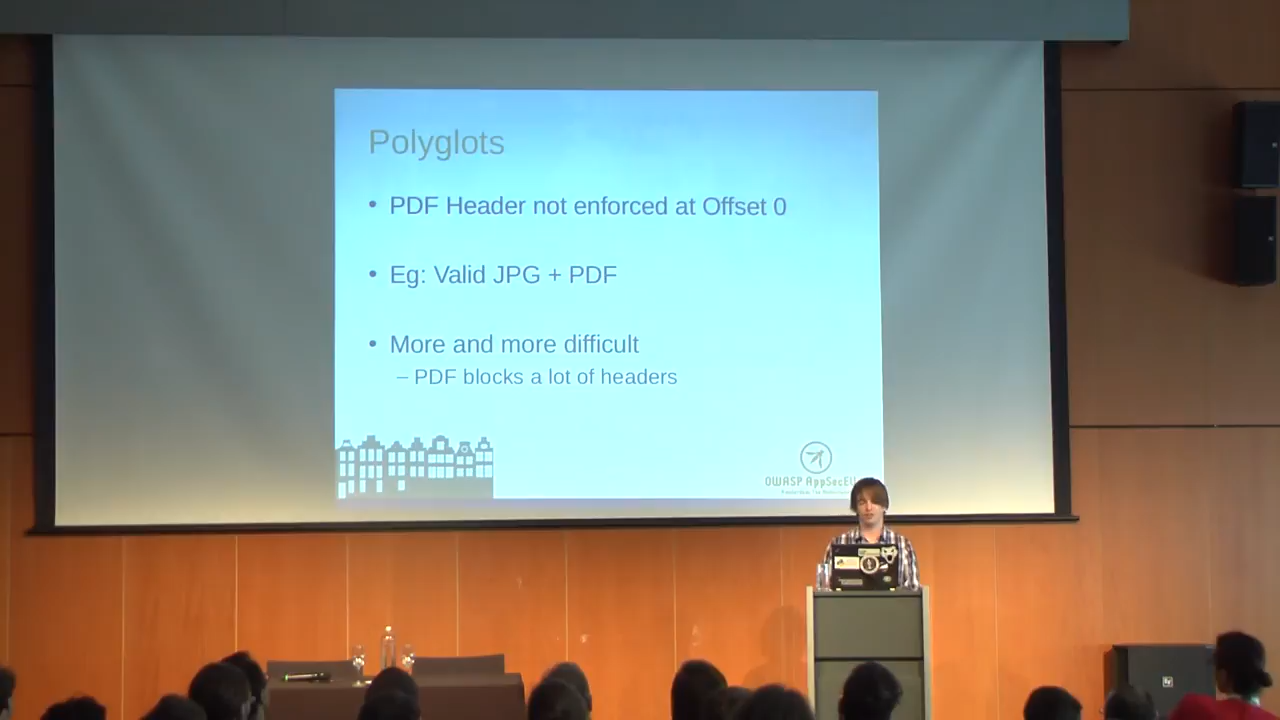 Polyglots
• PDF Header not enforced at Offset 0
• Eg: Valid JPG + PDF
• More and more difficult
– PDF blocks a lot of headers
OWASP AppSecEU